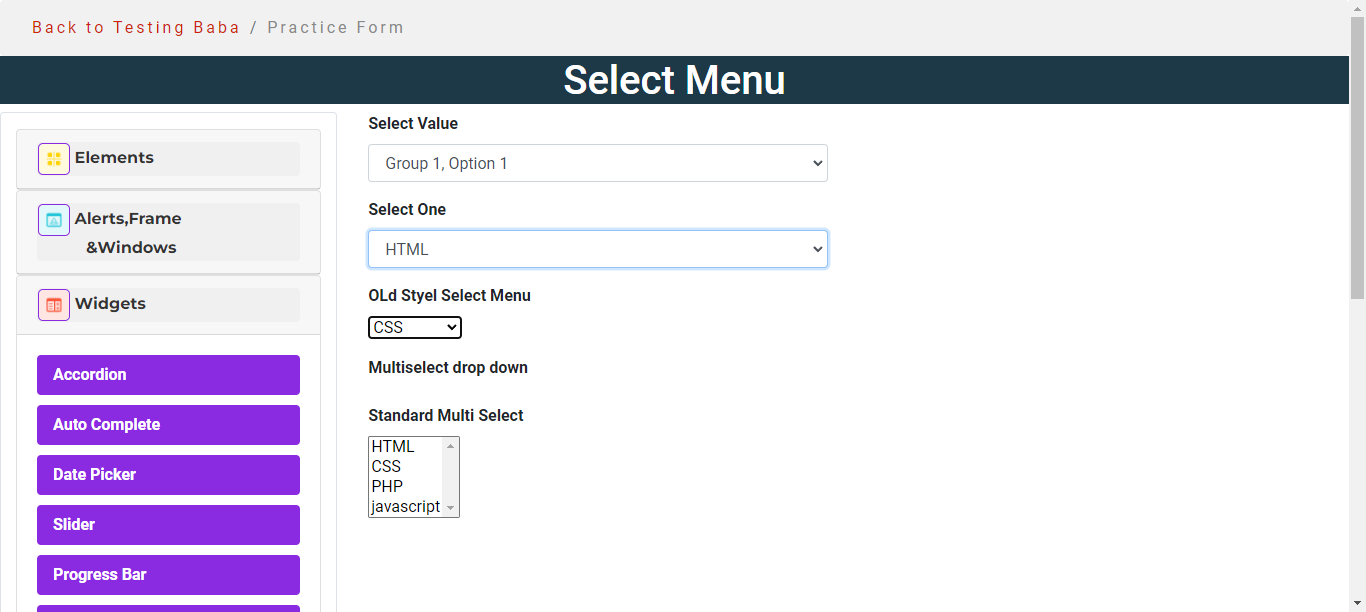 Back to Testing Baba / Practice Form
Select Menu
Elements
Alerts,Frame
&Windows
Widgets
Accordion
Auto Complete
Date Picker
Slider
Progress Bar
Select Value
Group 1, Option 1
Select One
HTML
OLd Styel Select Menu
CSS
Multiselect drop down
Standard Multi Select
HTML
CSS
PHP
javascript